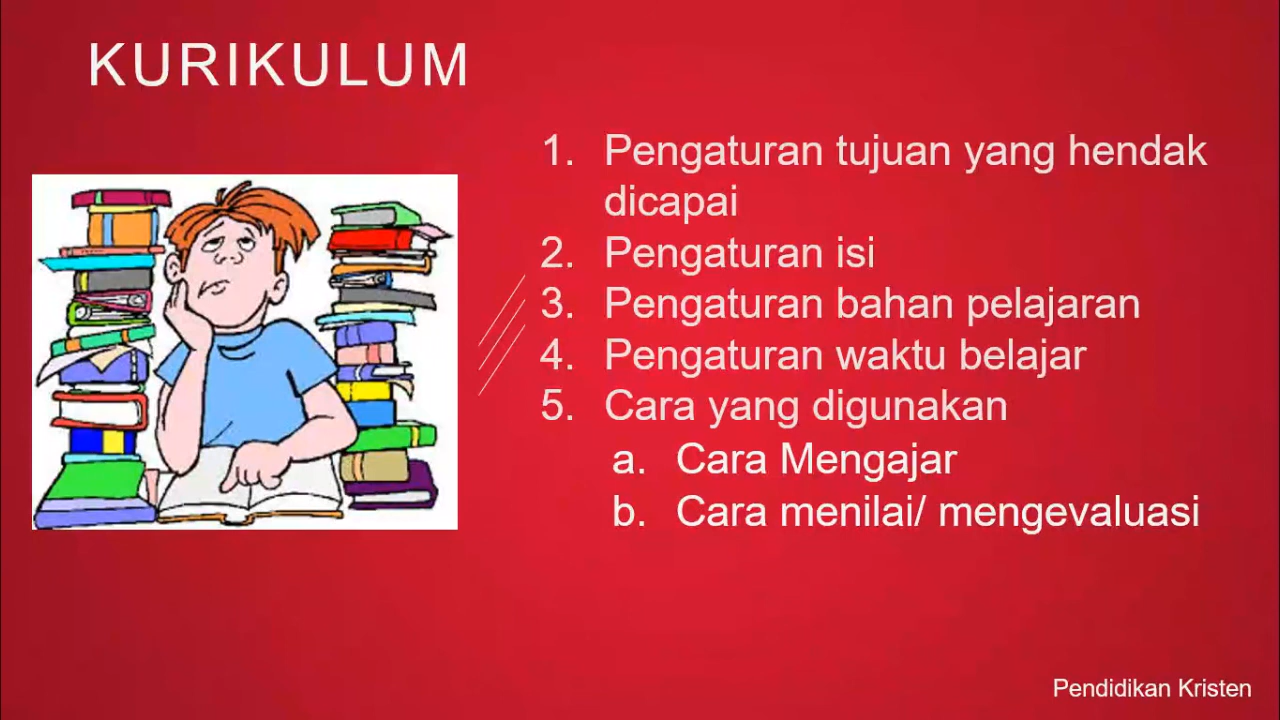 KURIKULUM
1. Pengaturan tujuan yang hendak
dicapai
2. Pengaturan isi
3. Pengaturan bahan pelajaran
4. Pengaturan waktu belajar
5. Cara yang digunakan
a. Cara Mengajar
b. Cara menilai/ mengevaluasi
Pendidikan Kristen